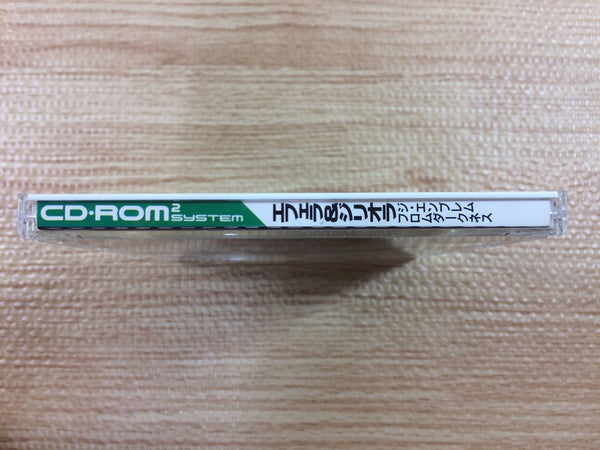 CD-ROM²
SYSTEM
エフェラ&ジリオラ
ジ・エンブレム
フロムダークネス